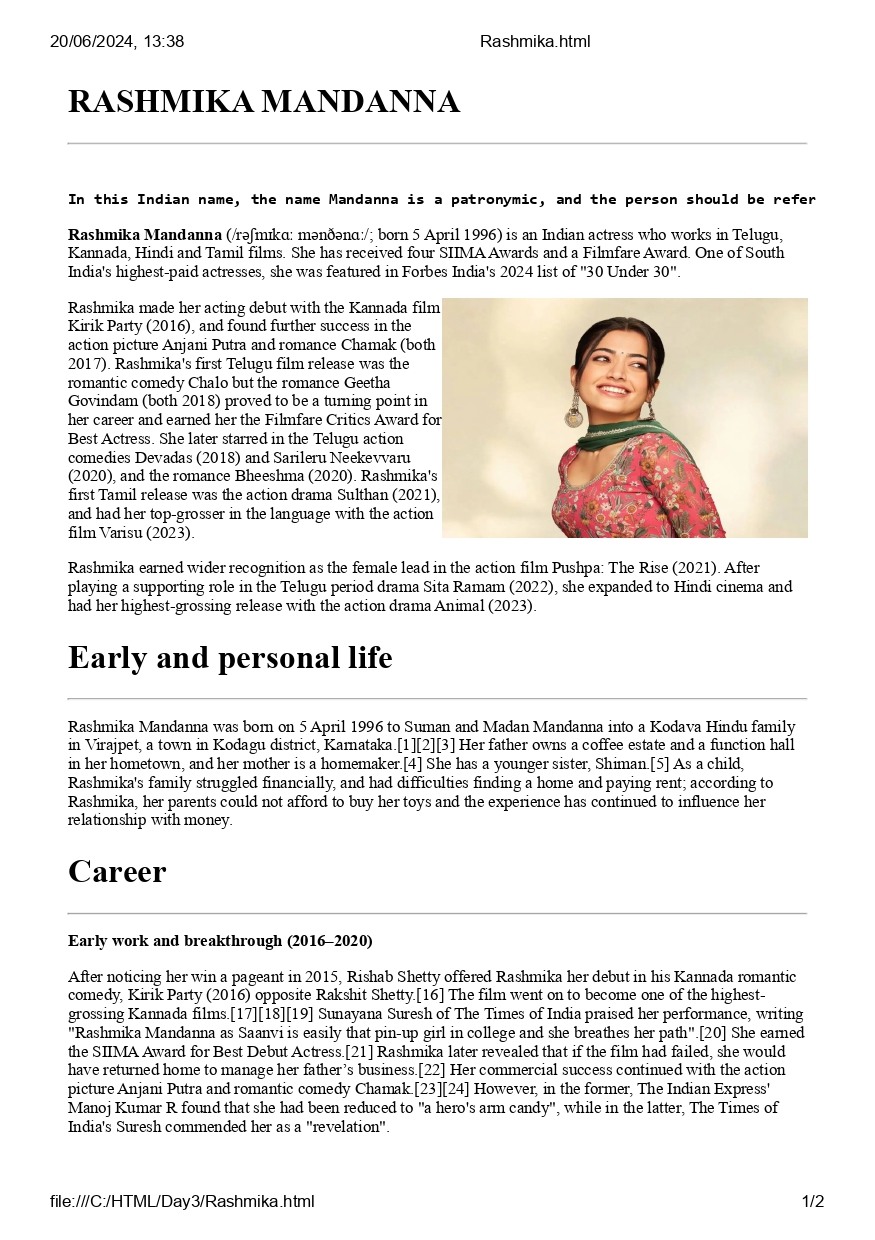 20/06/2024, 13:38 Rashmika.html
RASHMIKA MANDANNA
In this Indian name, the name Mandanna is a patronymic, and the person should be refer
Rashmika Mandanna (/rəʃmɪkɑː mənðənɑː/; born 5 April 1996) is an Indian actress who works in Telugu,
Kannada, Hindi and Tamil films. She has received four SIIMA Awards and a Filmfare Award. One of South
India's highest-paid actresses, she was featured in Forbes India's 2024 list of "30 Under 30".
Rashmika made her acting debut with the Kannada film
Kirik Party (2016), and found further success in the
action picture Anjani Putra and romance Chamak (both
2017). Rashmika's first Telugu film release was the
romantic comedy Chalo but the romance Geetha
Govindam (both 2018) proved to be a turning point in
her career and earned her the Filmfare Critics Award for
Best Actress. She later starred in the Telugu action
comedies Devadas (2018) and Sarileru Neekevvaru
(2020), and the romance Bheeshma (2020). Rashmika's
first Tamil release was the action drama Sulthan (2021),
and had her top-grosser in the language with the action
film Varisu (2023).
Rashmika earned wider recognition as the female lead in the action film Pushpa: The Rise (2021). After
playing a supporting role in the Telugu period drama Sita Ramam (2022), she expanded to Hindi cinema and
had her highest-grossing release with the action drama Animal (2023).
Early and personal life
Rashmika Mandanna was born on 5 April 1996 to Suman and Madan Mandanna into a Kodava Hindu family
in Virajpet, a town in Kodagu district, Karnataka.[1][2][3] Her father owns a coffee estate and a function hall
in her hometown, and her mother is a homemaker.[4] She has a younger sister, Shiman.[5] As a child,
Rashmika's family struggled financially, and had difficulties finding a home and paying rent; according to
Rashmika, her parents could not afford to buy her toys and the experience has continued to influence her
relationship with money.
Career
Early work and breakthrough (2016–2020)
After noticing her win a pageant in 2015, Rishab Shetty offered Rashmika her debut in his Kannada romantic
comedy, Kirik Party (2016) opposite Rakshit Shetty.[16] The film went on to become one of the highest-
grossing Kannada films.[17][18][19] Sunayana Suresh of The Times of India praised her performance, writing
"Rashmika Mandanna as Saanvi is easily that pin-up girl in college and she breathes her path".[20] She earned
the SIIMA Award for Best Debut Actress.[21] Rashmika later revealed that if the film had failed, she would
have returned home to manage her father’s business.[22] Her commercial success continued with the action
picture Anjani Putra and romantic comedy Chamak.[23][24] However, in the former, The Indian Express'
Manoj Kumar R found that she had been reduced to "a hero's arm candy", while in the latter, The Times of
India's Suresh commended her as a "revelation".
file:///C:/HTML/Day3/Rashmika.html 1/2